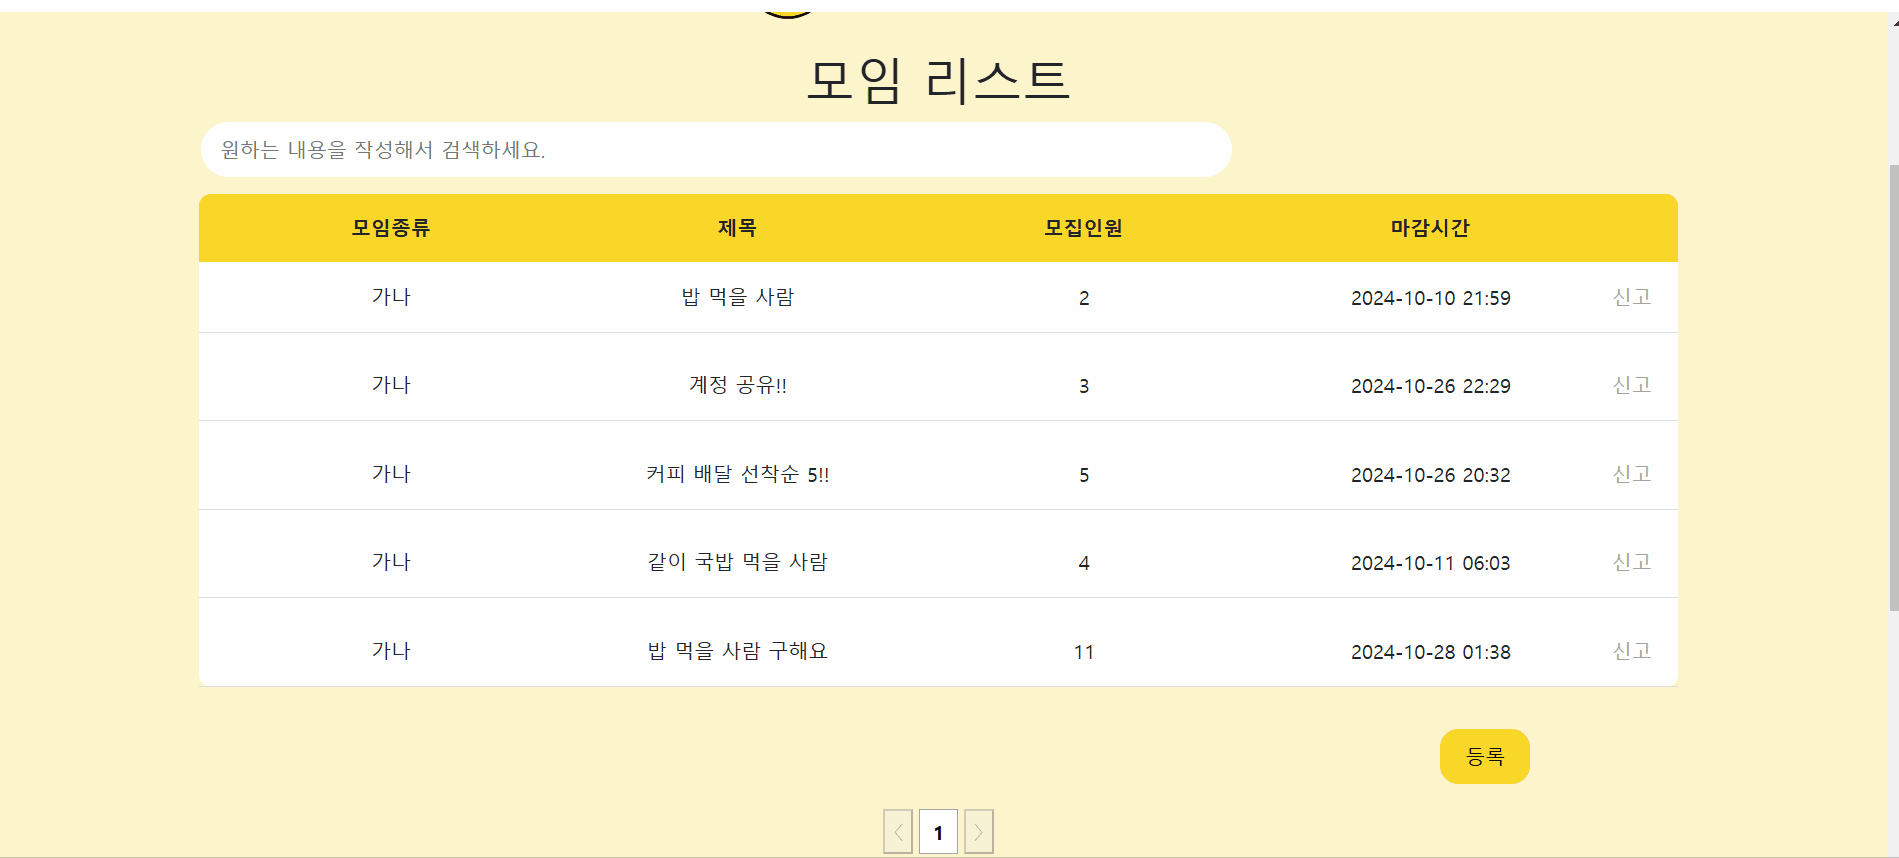 모임 리스트
원하는 내용을 작성해서 검색하세요.
모임종류 제목 모집인원 마감시간
가나 밥 먹을 사람 2 2024-10-10 21:59 신고
가나 계정 공유!! 3 2024-10-26 22:29 신고
가나 커피 배달 선착순 5!! 5 2024-10-26 20:32 신고
가나 같이 국밥 먹을 사람 4 2024-10-11 06:03 신고
가나 밥 먹을 사람 구해요 11 2024-10-28 01:38 신고
등록
< 1 >